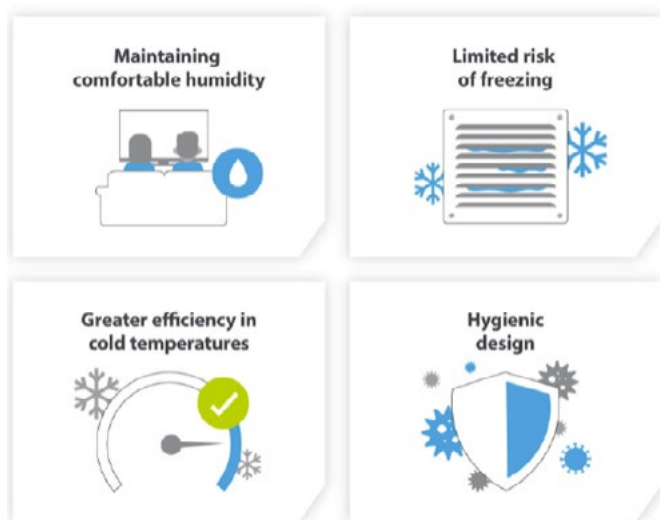 Maintaining
comfortable humidity
Limited risk
of freezing
Greater efficiency in
cold temperatures
Hygienic
design